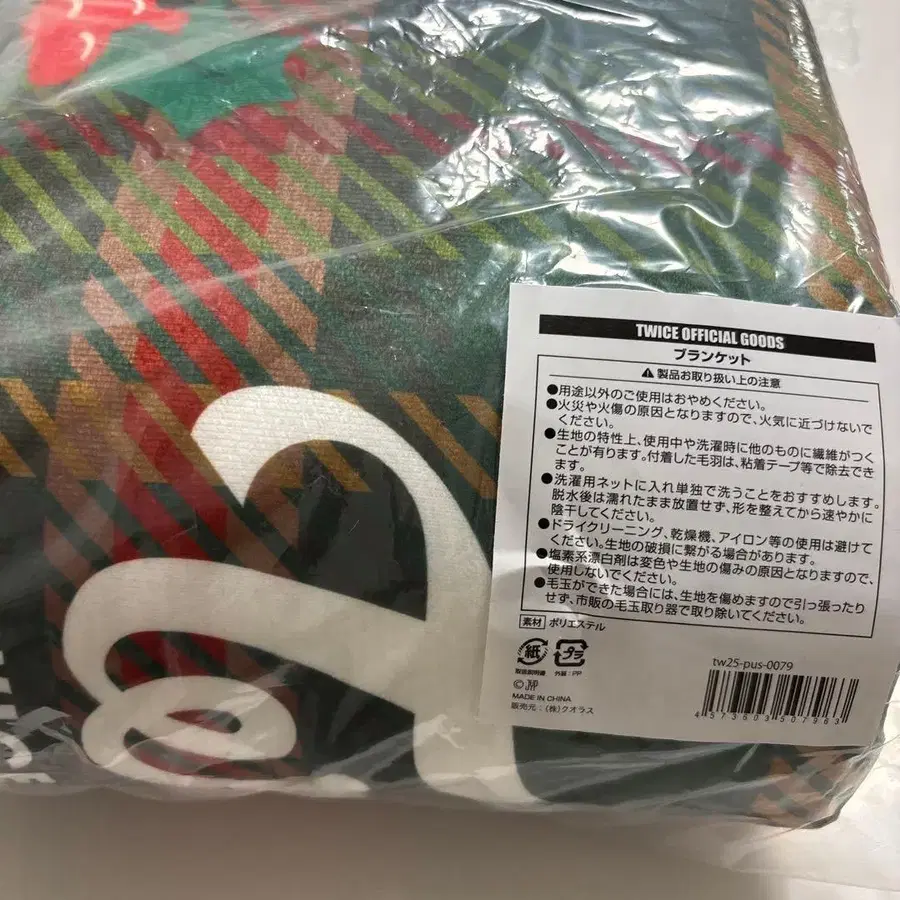 TWICE OFFICIAL GOODS
ブランケット
⚠製品お取り扱い上の注意
●用途以外のご使用はおやめください。
●火災や火傷の原因となりますので、火気に近づけないで
ください。
●生地の特性上、使用中や洗濯時に他のものに繊維がつく
ことが有ります。付着した毛羽は、粘着テープ等で除去でき
ます。
●洗濯用ネットに入れ単独で洗うことをおすすめします。
脱水後は濡れたまま放置せず、形を整えてから速やかに
陰干してください。
●ドライクリーニング、乾燥機、アイロン等の使用は避けて
ください。生地の破損に繋がる場合があります。
●塩素系漂白剤は変色や生地の傷みの原因となりますので、
使用しないでください。
●毛玉ができた場合には、生地を傷めますので引っ張ったり
せず、市販の毛玉取り器で取り除いてください。
素材 ポリエステル
紙 プラ
取扱説明書 外装：PP
© JYP
MADE IN CHINA
販売元：(株)クオラス
tw25-pus-0079
4573603507963